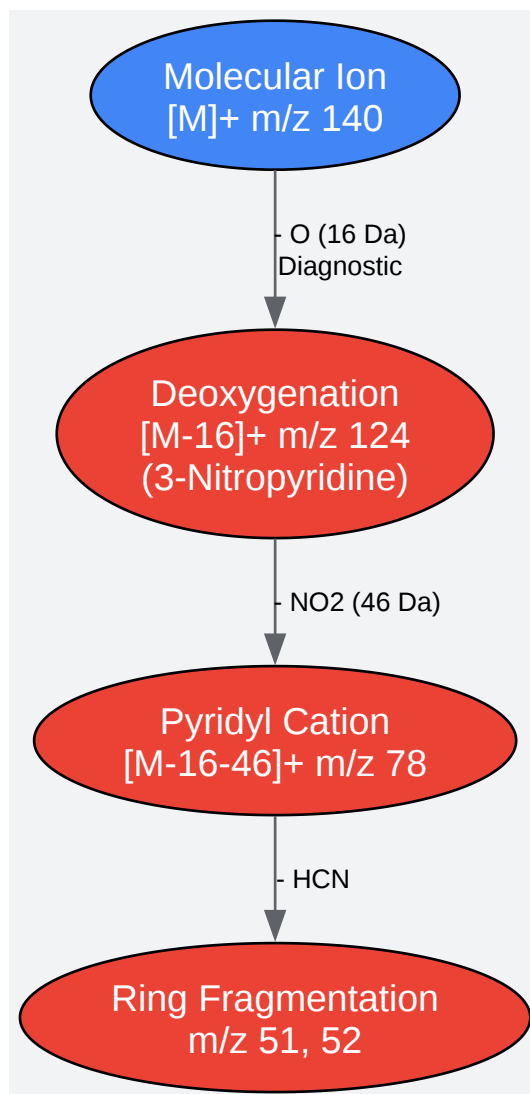 Molecular Ion
[M]+ m/z 140
- O (16 Da)
Diagnostic
Deoxygenation
[M-16]+ m/z 124
(3-Nitropyridine)
- NO2 (46 Da)
Pyridyl Cation
[M-16-46]+ m/z 78
- HCN
Ring Fragmentation
m/z 51, 52